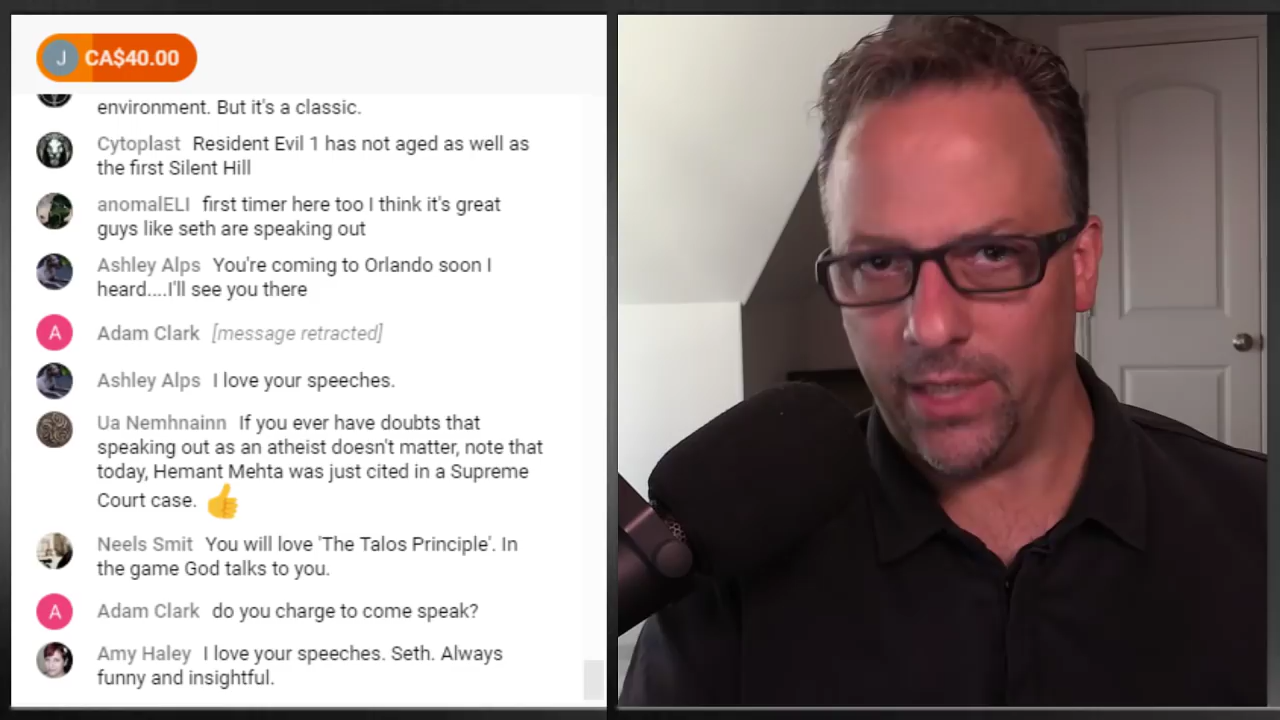 J CA$40.00
environment. But it's a classic.
Cytoplast Resident Evil 1 has not aged as well as
the first Silent Hill
anomalELI first timer here too I think it's great
guys like seth are speaking out
Ashley Alps You're coming to Orlando soon I
heard....I'll see you there
A Adam Clark [message retracted]
Ashley Alps I love your speeches.
Ua Nemhnainn If you ever have doubts that
speaking out as an atheist doesn't matter, note that
today, Hemant Mehta was just cited in a Supreme
Court case. 👍
Neels Smit You will love 'The Talos Principle'. In
the game God talks to you.
A Adam Clark do you charge to come speak?
Amy Haley I love your speeches. Seth. Always
funny and insightful.